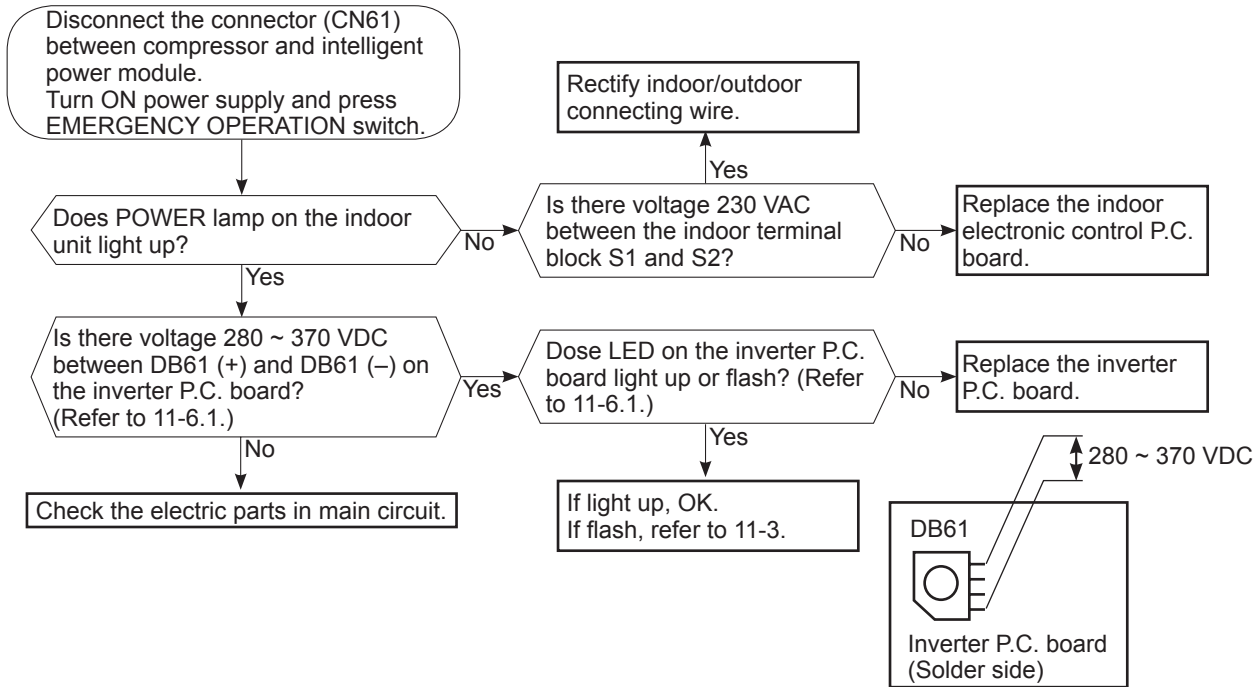 Disconnect the connector (CN61)
between compressor and intelligent
power module.
Turn ON power supply and press
EMERGENCY OPERATION switch.
Rectify indoor/outdoor
connecting wire.
Yes
Does POWER lamp on the indoor
unit light up?
No
Is there voltage 230 VAC
between the indoor terminal
block S1 and S2?
No
Replace the indoor
electronic control P.C.
board.
Yes
Is there voltage 280 ~ 370 VDC
between DB61 (+) and DB61 (–) on
the inverter P.C. board?
(Refer to 11-6.1.)
Yes
Dose LED on the inverter P.C.
board light up or flash? (Refer
to 11-6.1.)
No
Replace the inverter
P.C. board.
No
Check the electric parts in main circuit.
Yes
If light up, OK.
If flash, refer to 11-3.
280 ~ 370 VDC
DB61
Inverter P.C. board
(Solder side)